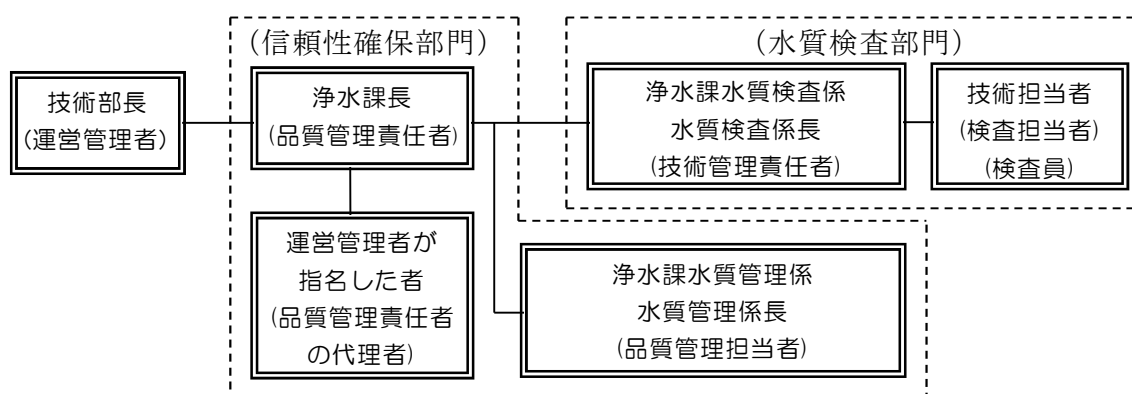 (信頼性確保部門)
(水質検査部門)
技術部長
(運営管理者)
浄水課長
(品質管理責任者)
浄水課水質検査係
水質検査係長
(技術管理責任者)
技術担当者
(検査担当者)
(検査員)
運営管理者が
指名した者
(品質管理責任者
の代理者)
浄水課水質管理係
水質管理係長
(品質管理担当者)